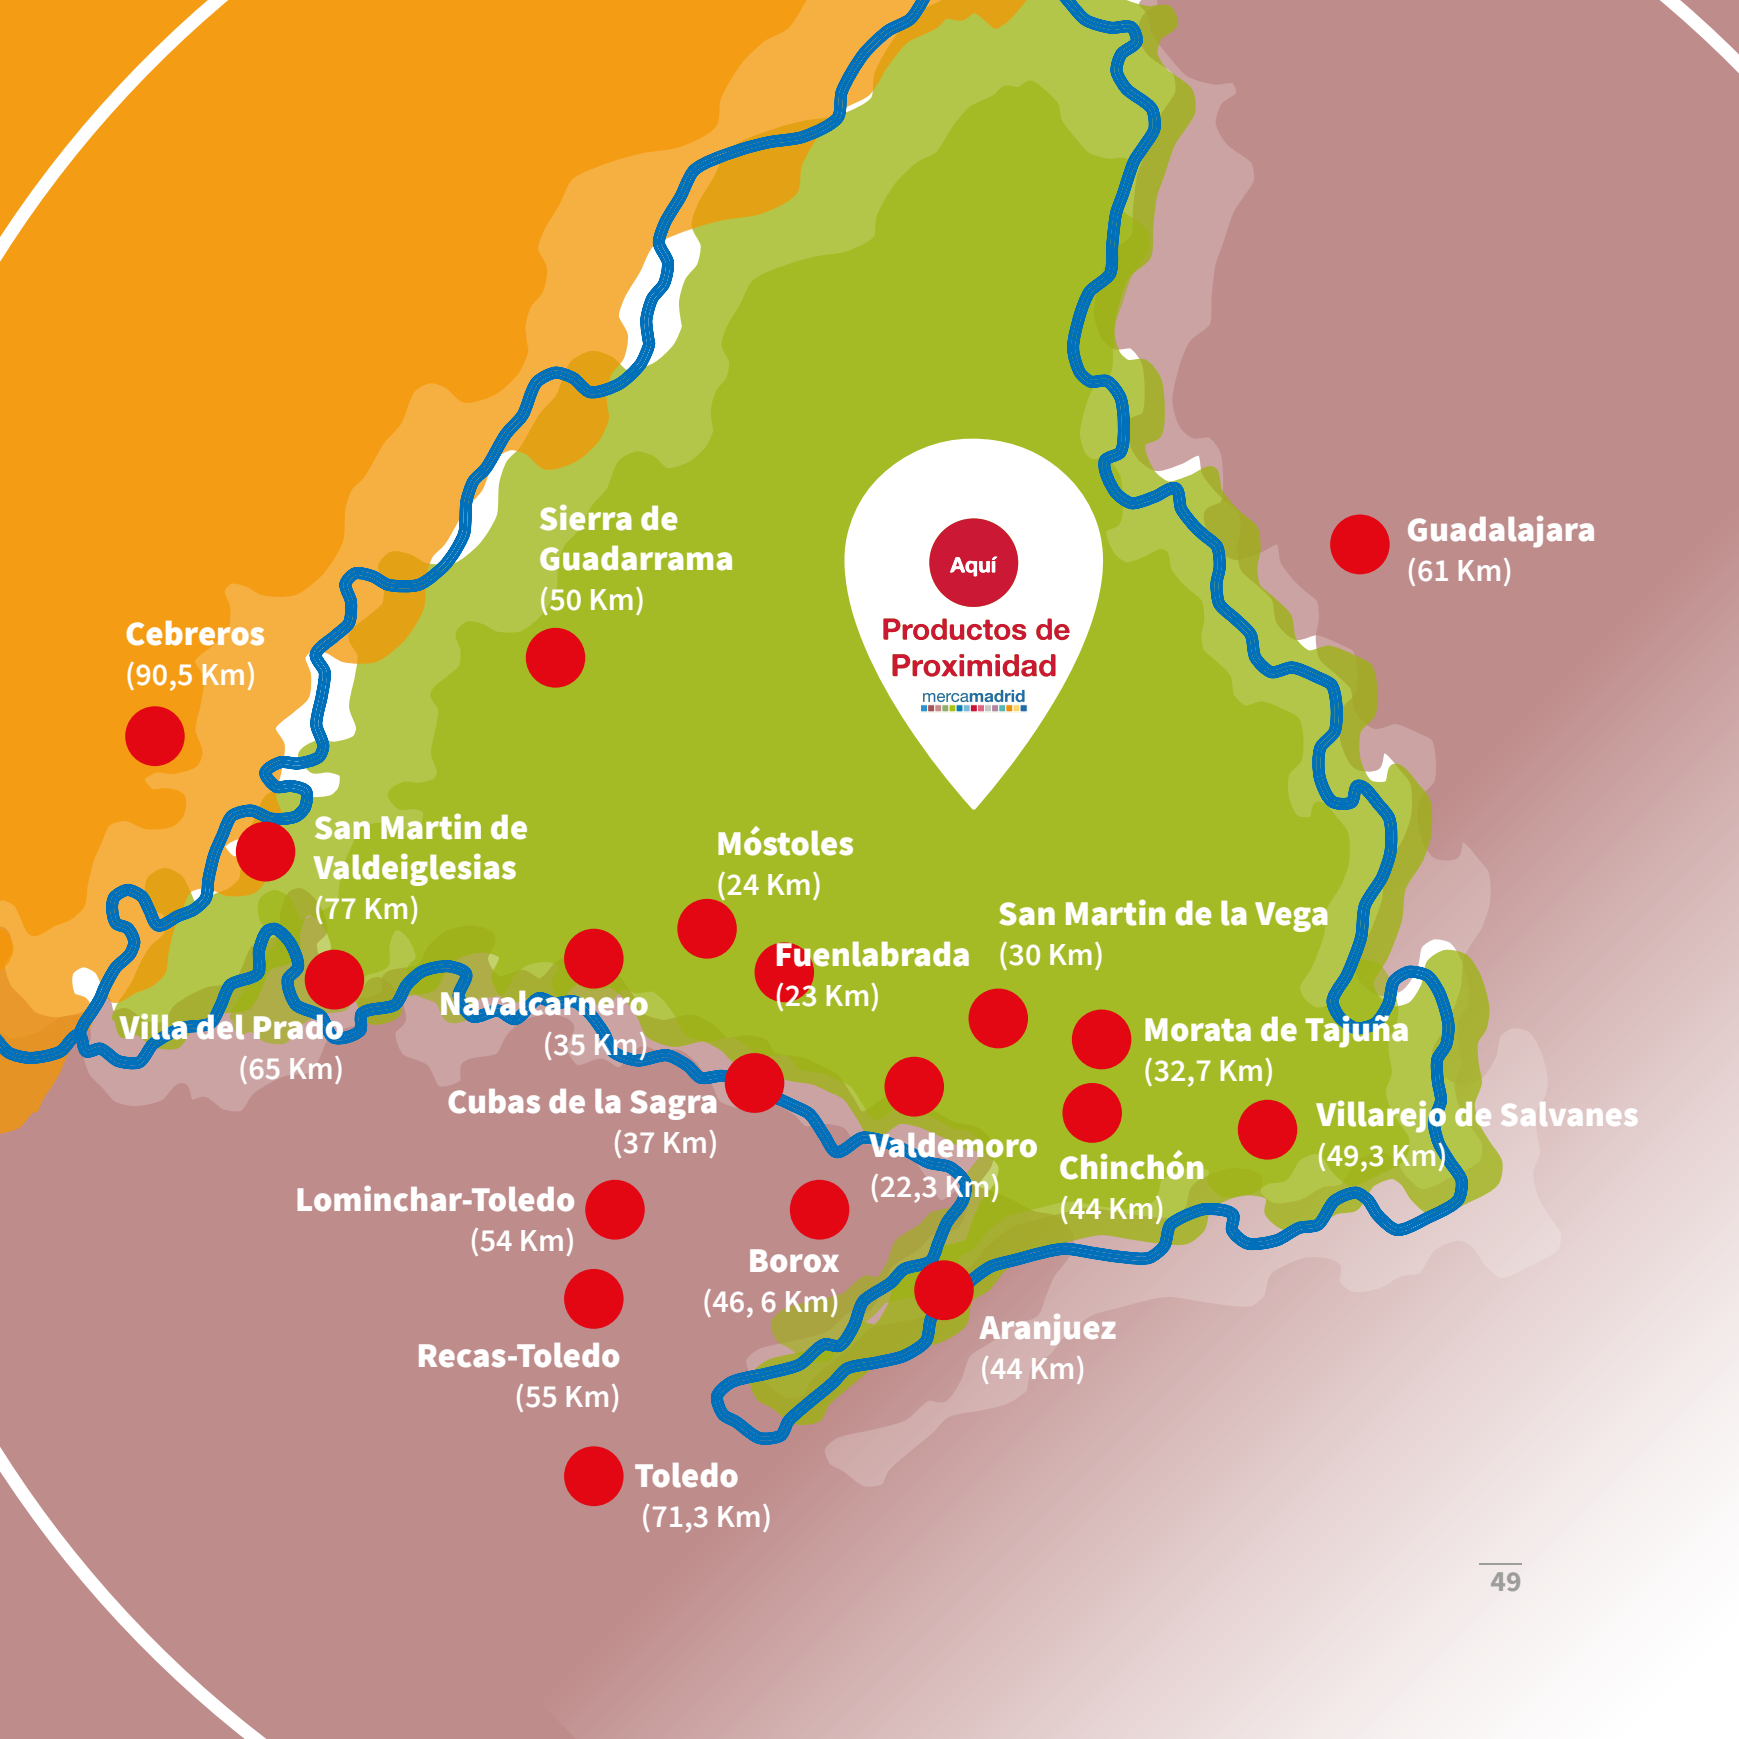 Sierra de
Guadarrama
(50 Km)
Guadalajara
(61 Km)
Aquí
Productos de
Proximidad
mercamadrid
Cebreros
(90,5 Km)
San Martin de
Valdeiglesias
(77 Km)
Móstoles
(24 Km)
San Martin de la Vega
(30 Km)
Fuenlabrada
(23 Km)
Navalcarnero
(35 Km)
Villa del Prado
(65 Km)
Morata de Tajuña
(32,7 Km)
Cubas de la Sagra
(37 Km)
Villarejo de Salvanes
(49,3 Km)
Valdemoro
(22,3 Km)
Chinchón
(44 Km)
Lominchar-Toledo
(54 Km)
Borox
(46, 6 Km)
Aranjuez
(44 Km)
Recas-Toledo
(55 Km)
Toledo
(71,3 Km)
49